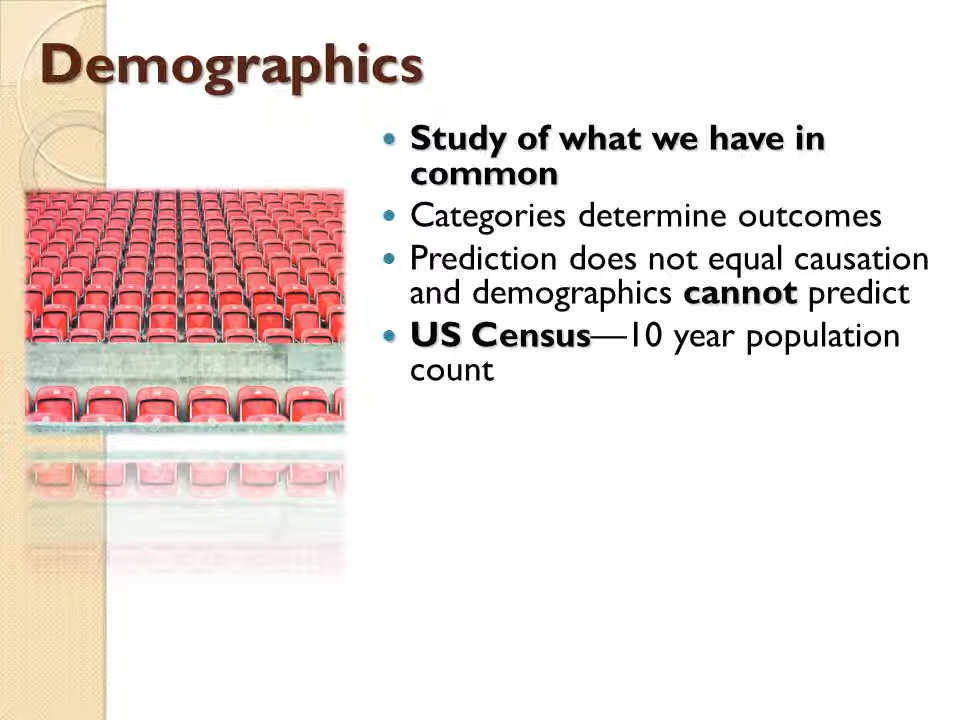 Demographics
Study of what we have in
common
Categories determine outcomes
Prediction does not equal causation
and demographics cannot predict
US Census—10 year population
count